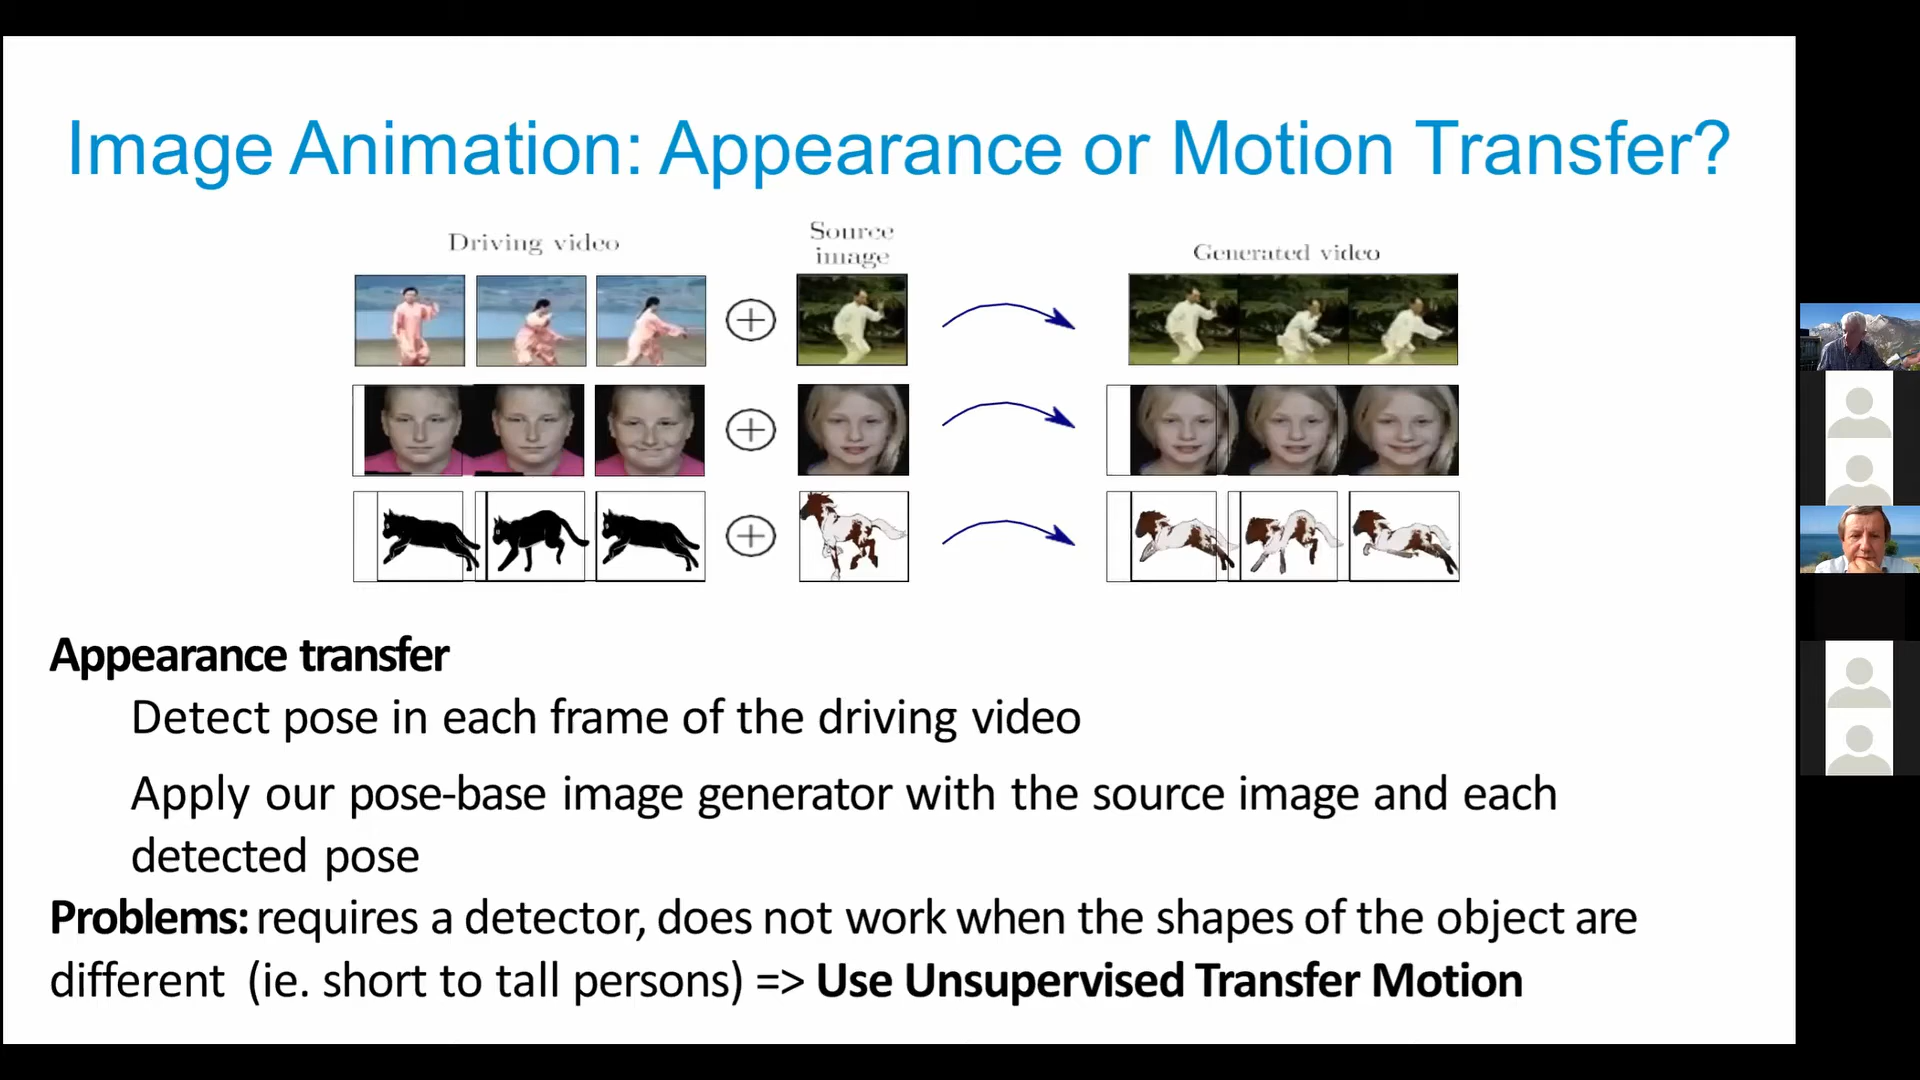 Image Animation: Appearance or Motion Transfer?
Driving video
Source
image
Generated video
Appearance transfer
Detect pose in each frame of the driving video
Apply our pose-base image generator with the source image and each
detected pose
Problems: requires a detector, does not work when the shapes of the object are
different (ie. short to tall persons) => Use Unsupervised Transfer Motion